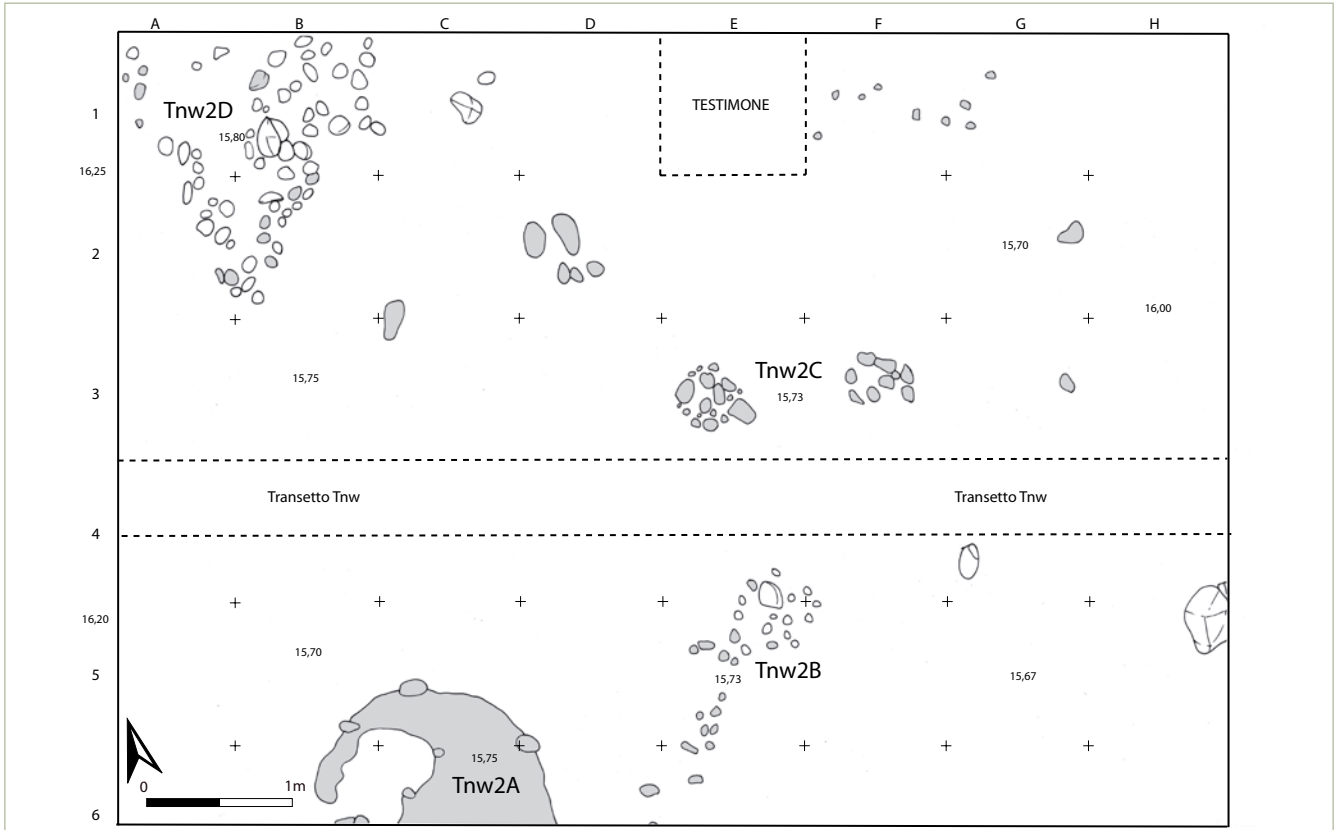 A B C D E F G H
Tnw2D
TESTIMONE
1
15,80
16,25
2
15,70
16,00
Tnw2C
15,75
3
15,73
Transetto Tnw
Transetto Tnw
4
16,20
15,70
Tnw2B
5
15,73
15,67
15,75
0 1m
Tnw2A
6